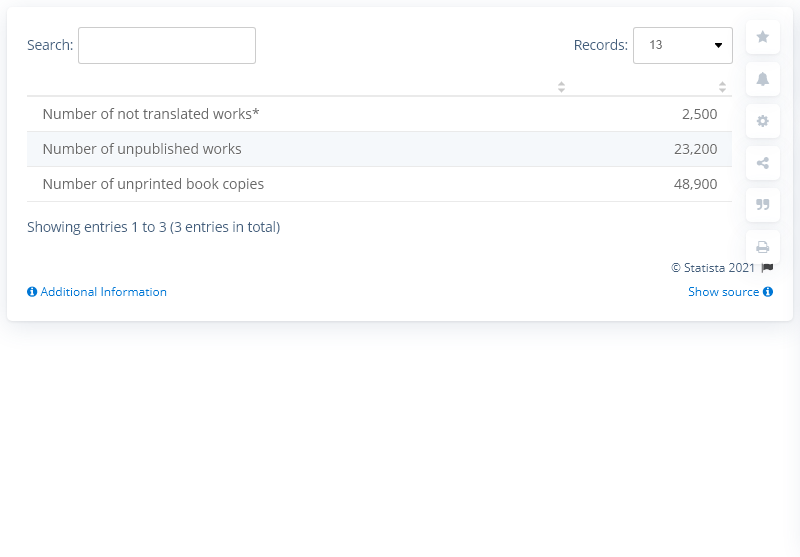 Search:
Records: 13
Number of not translated works* 2,500
Number of unpublished works 23,200
Number of unprinted book copies 48,900
Showing entries 1 to 3 (3 entries in total)
© Statista 2021
Additional Information
Show source